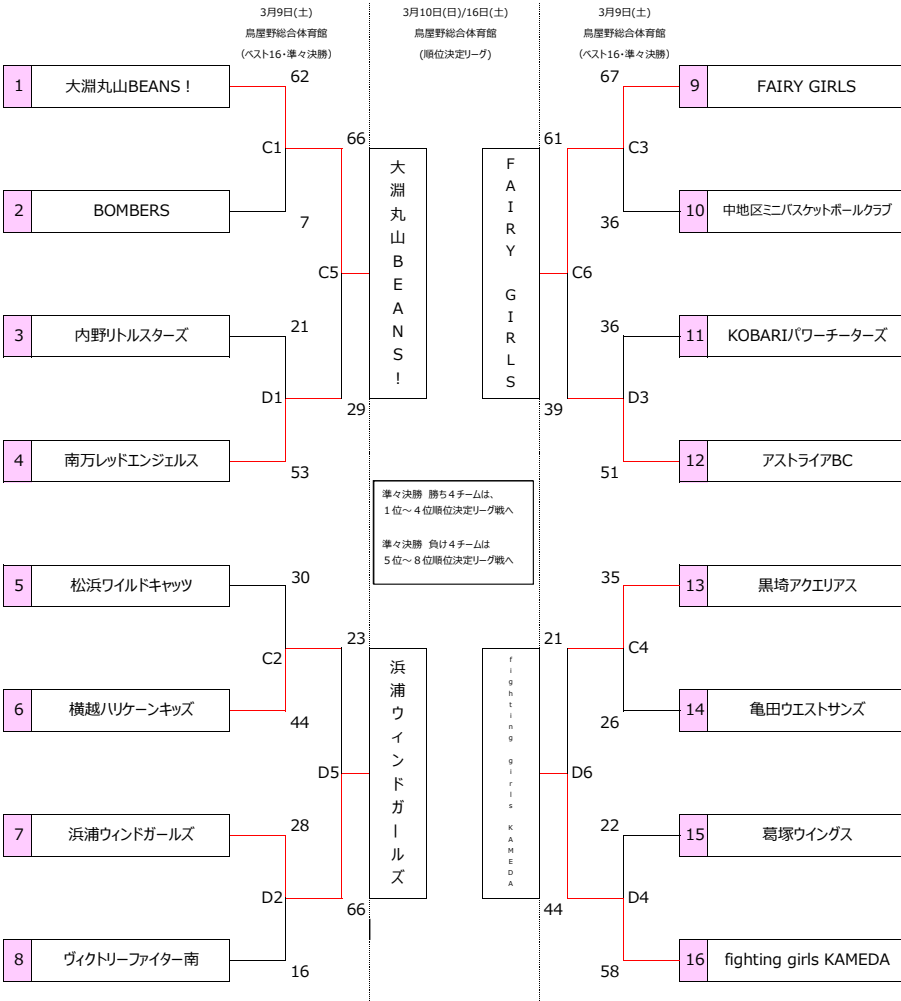 3月9日(土)
鳥屋野総合体育館
(ベスト16・準々決勝)
3月10日(日)/16日(土)
鳥屋野総合体育館
(順位決定リーグ)
3月9日(土)
鳥屋野総合体育館
(ベスト16・準々決勝)
1 大淵丸山BEANS！
62
C1
2 BOMBERS
7
66
C5
3 内野リトルスターズ
21
D1
29
4 南万レッドエンジェルス
53
5 松浜ワイルドキャッツ
30
C2
23
6 横越ハリケーンキッズ
44
D5
7 浜浦ウィンドガールズ
28
D2
66
8 ヴィクトリーファイター南
16
大淵丸山BEANS！
浜浦ウィンドガールズ
準々決勝 勝ち４チームは、
１位～４位順位決定リーグ戦へ
準々決勝 負け４チームは
５位～８位順位決定リーグ戦へ
FAIRY GIRLS
fighting girls KAMEDA
67
9 FAIRY GIRLS
61
C3
36
10 中地区ミニバスケットボールクラブ
C6
36
11 KOBARIパワーチーターズ
39
D3
51
12 アストライアBC
35
13 黒埼アクエリアス
21
C4
26
14 亀田ウエストサンズ
D6
22
15 葛塚ウイングス
44
D4
58
16 fighting girls KAMEDA